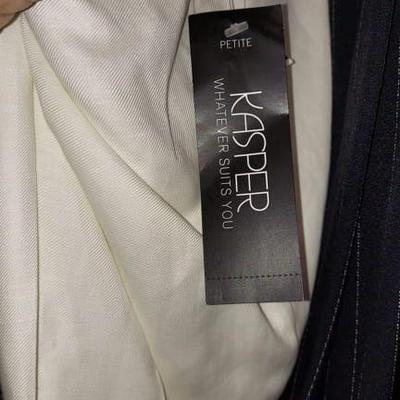 PETITE
KASPER
WHATEVER SUITS YOU